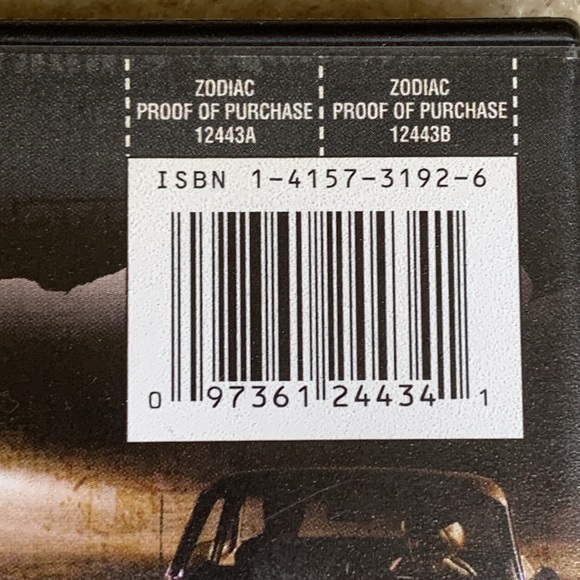 ZODIAC ZODIAC
PROOF OF PURCHASE PROOF OF PURCHASE
12443A 12443B
ISBN 1-4157-3192-6
0 97361 24434 1